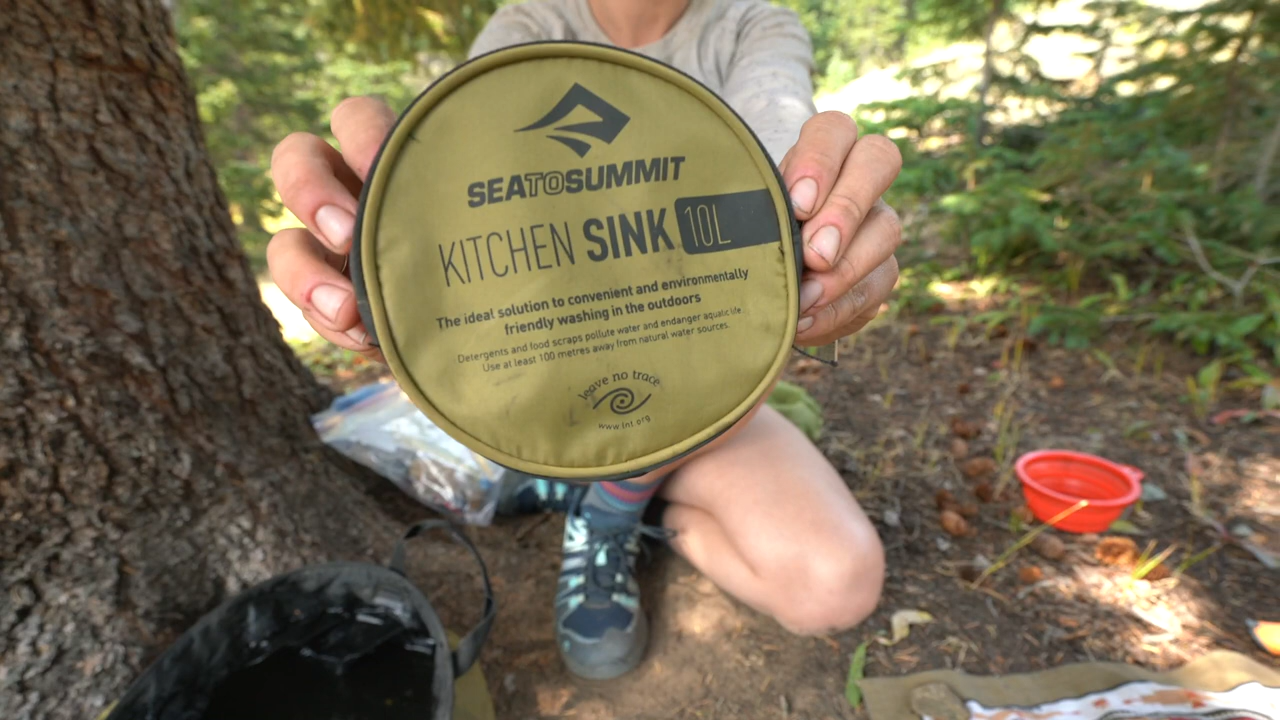 SEATOSUMMIT
KITCHEN SINK 10L
The ideal solution to convenient and environmentally
friendly washing in the outdoors
Detergents and food scraps pollute water and endanger aquatic life
Use at least 100 metres away from natural water sources.
leave no trace
www.lnt.org